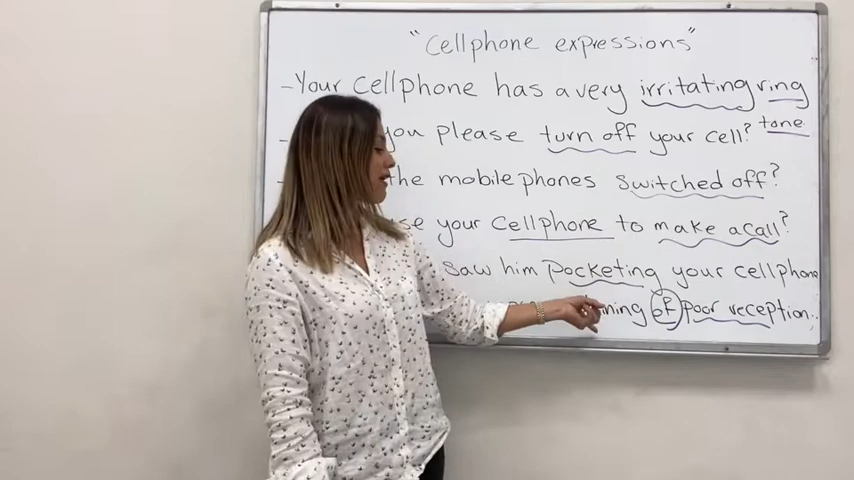 "Cellphone expressions"
- Your cellphone has a very irritating ring tone
- you please turn off your cell?
the mobile phones switched off?
se your cellphone to make a call?
saw him pocketing your cellphone
ning of poor reception.